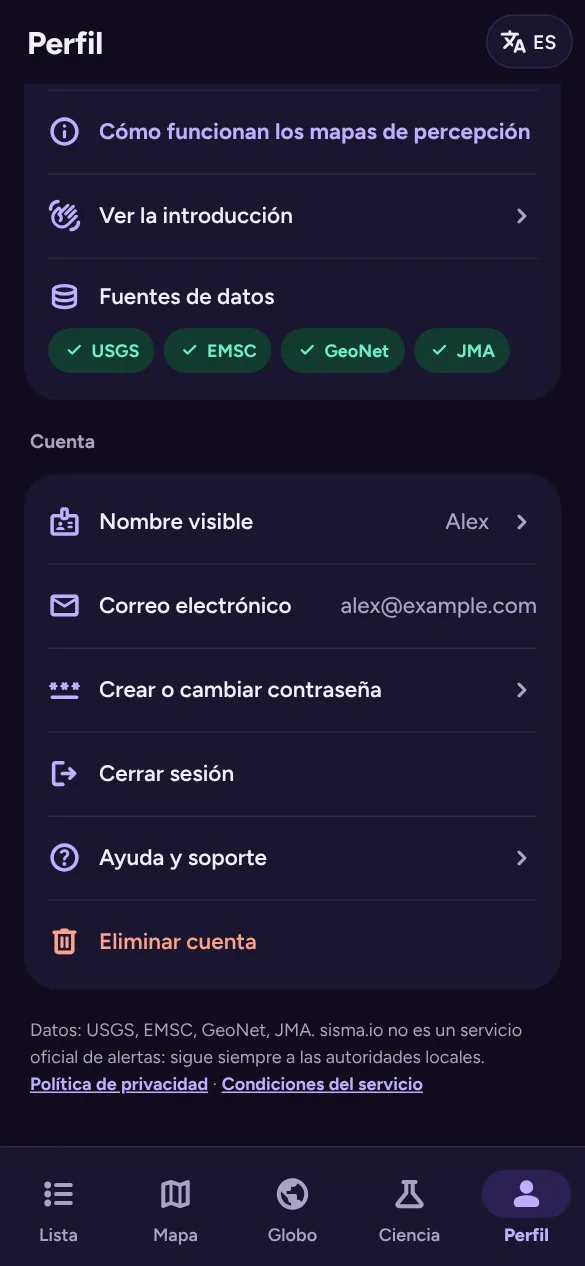 Perfil
ES
Cómo funcionan los mapas de percepción
Ver la introducción
Fuentes de datos
USGS EMSC GeoNet JMA
Cuenta
Nombre visible Alex
Correo electrónico alex@example.com
Crear o cambiar contraseña
Cerrar sesión
Ayuda y soporte
Eliminar cuenta
Datos: USGS, EMSC, GeoNet, JMA. sisma.io no es un servicio
oficial de alertas: sigue siempre a las autoridades locales.
Política de privacidad · Condiciones del servicio
Lista Mapa Globo Ciencia Perfil